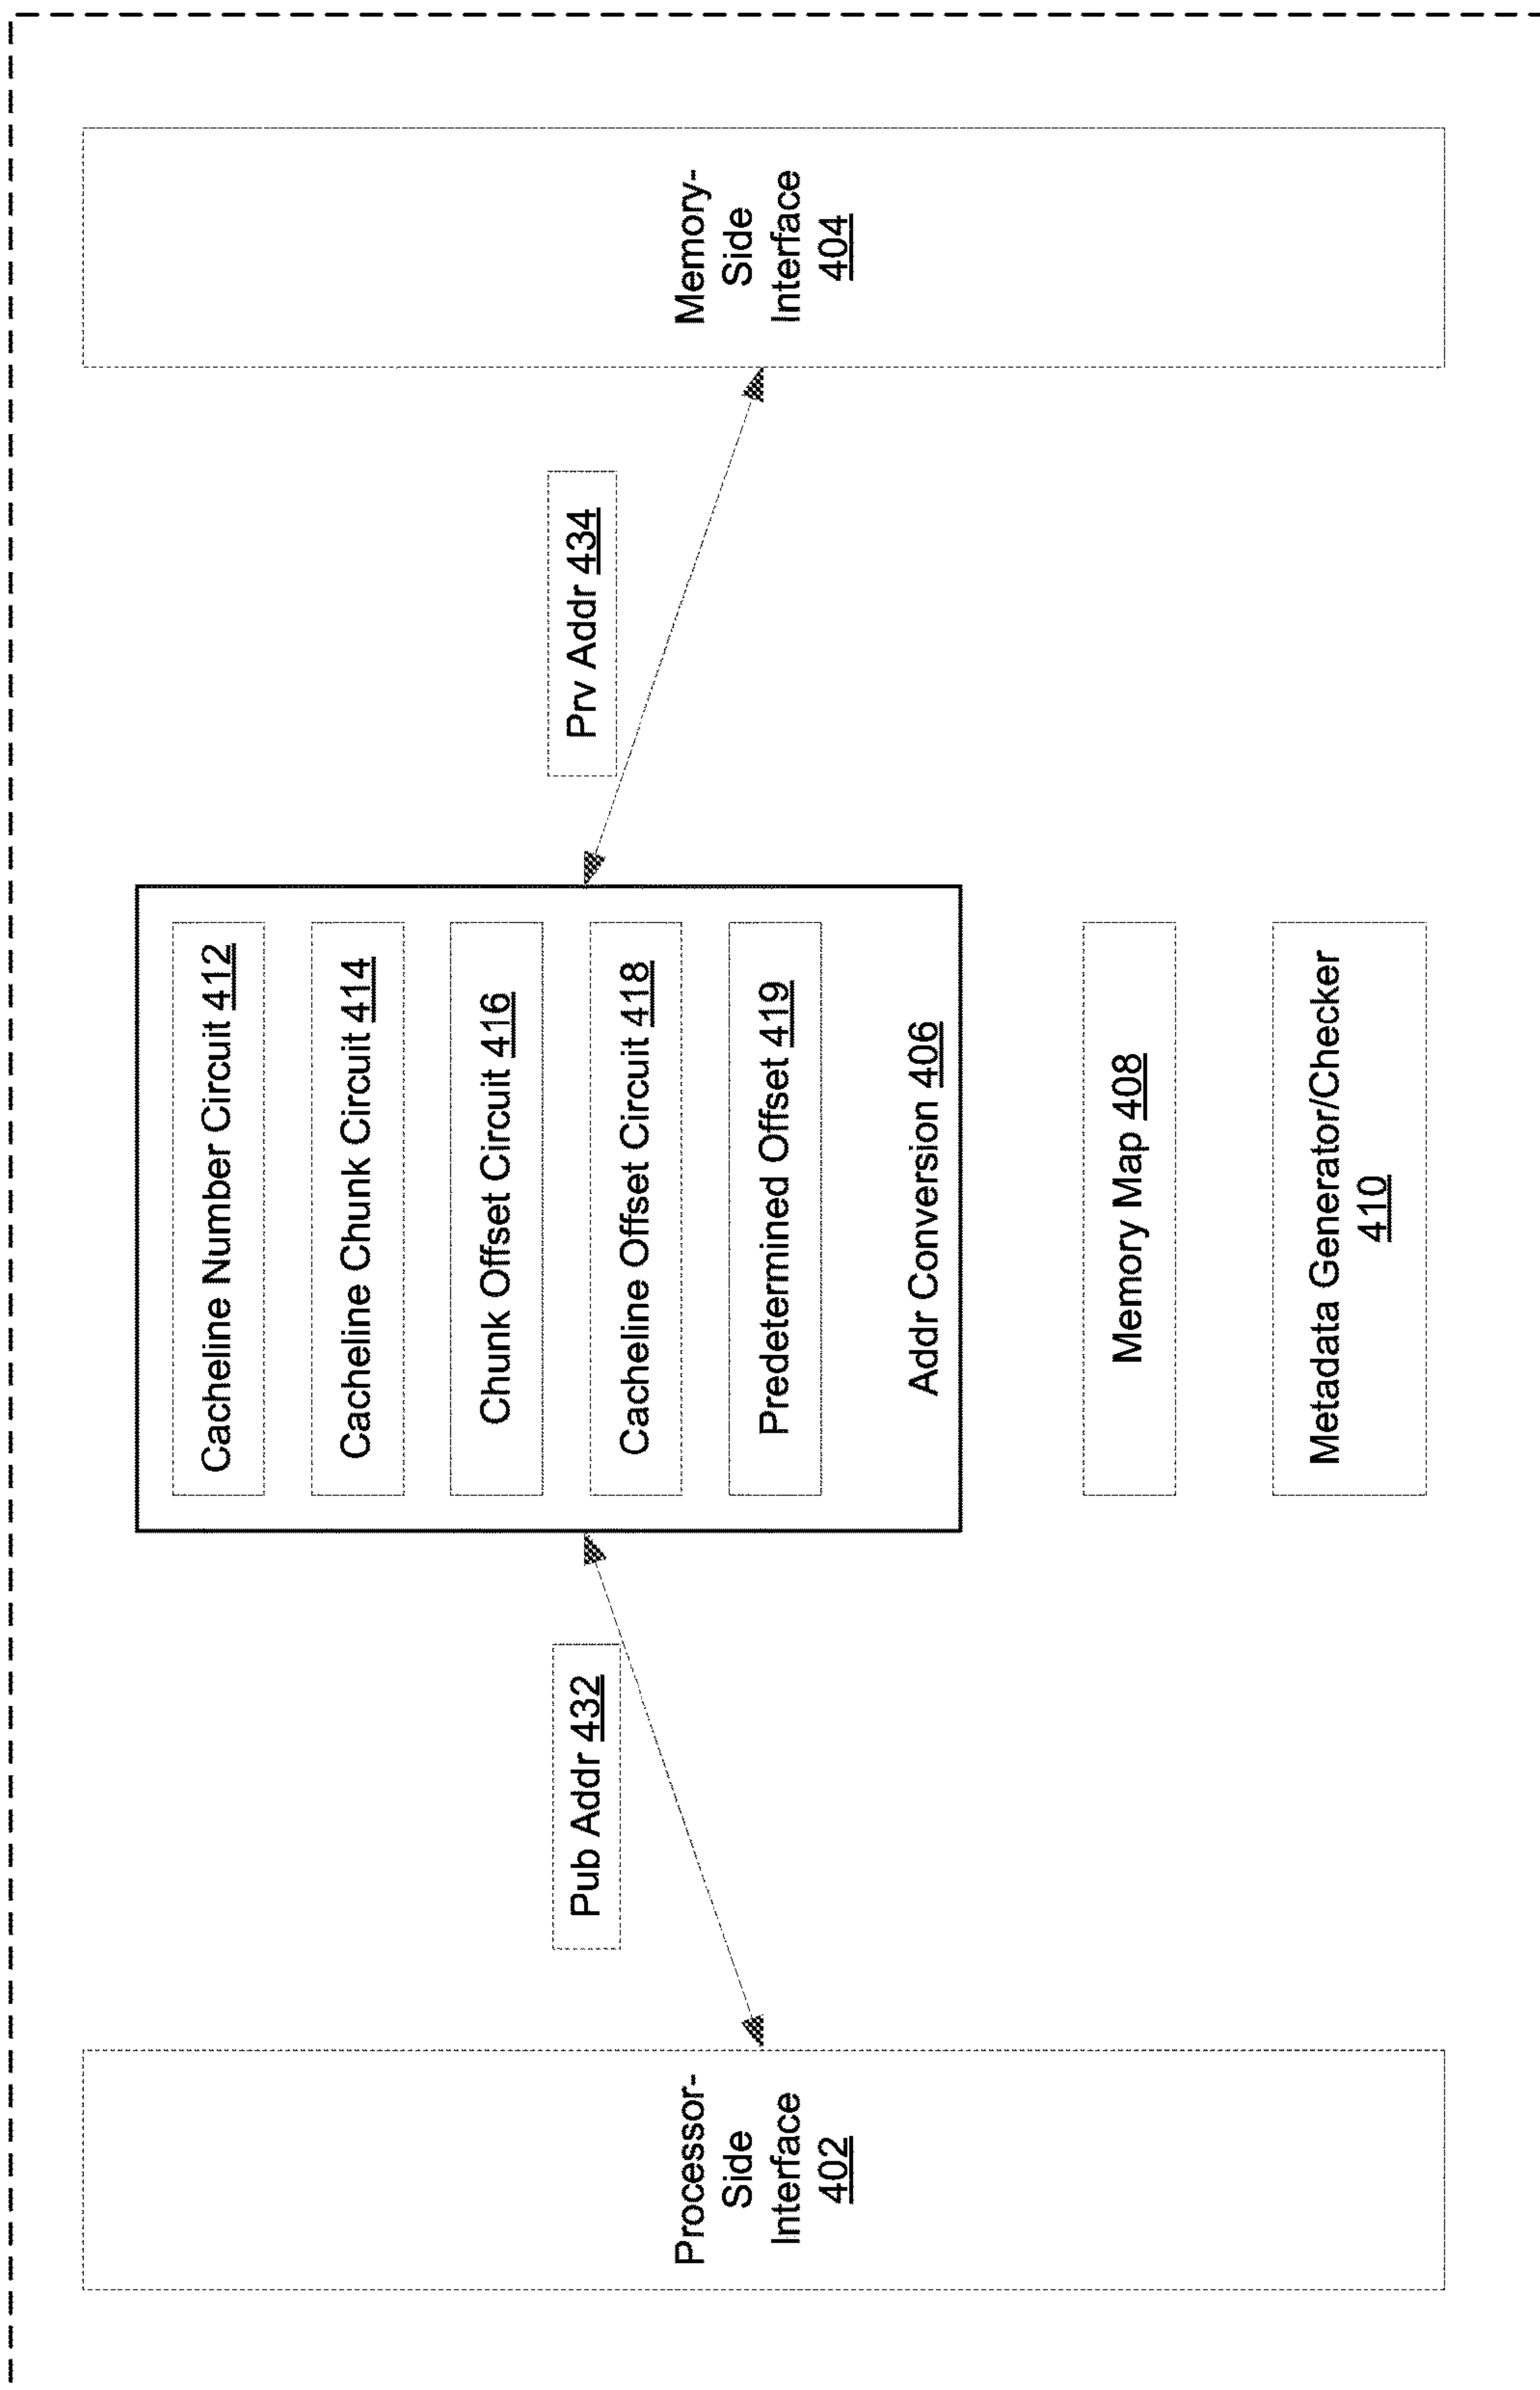 Processor-
Side
Interface
402
Pub Addr 432
Cacheline Number Circuit 412
Cacheline Chunk Circuit 414
Chunk Offset Circuit 416
Cacheline Offset Circuit 418
Predetermined Offset 419
Addr Conversion 406
Memory Map 408
Metadata Generator/Checker
410
Prv Addr 434
Memory-
Side
Interface
404